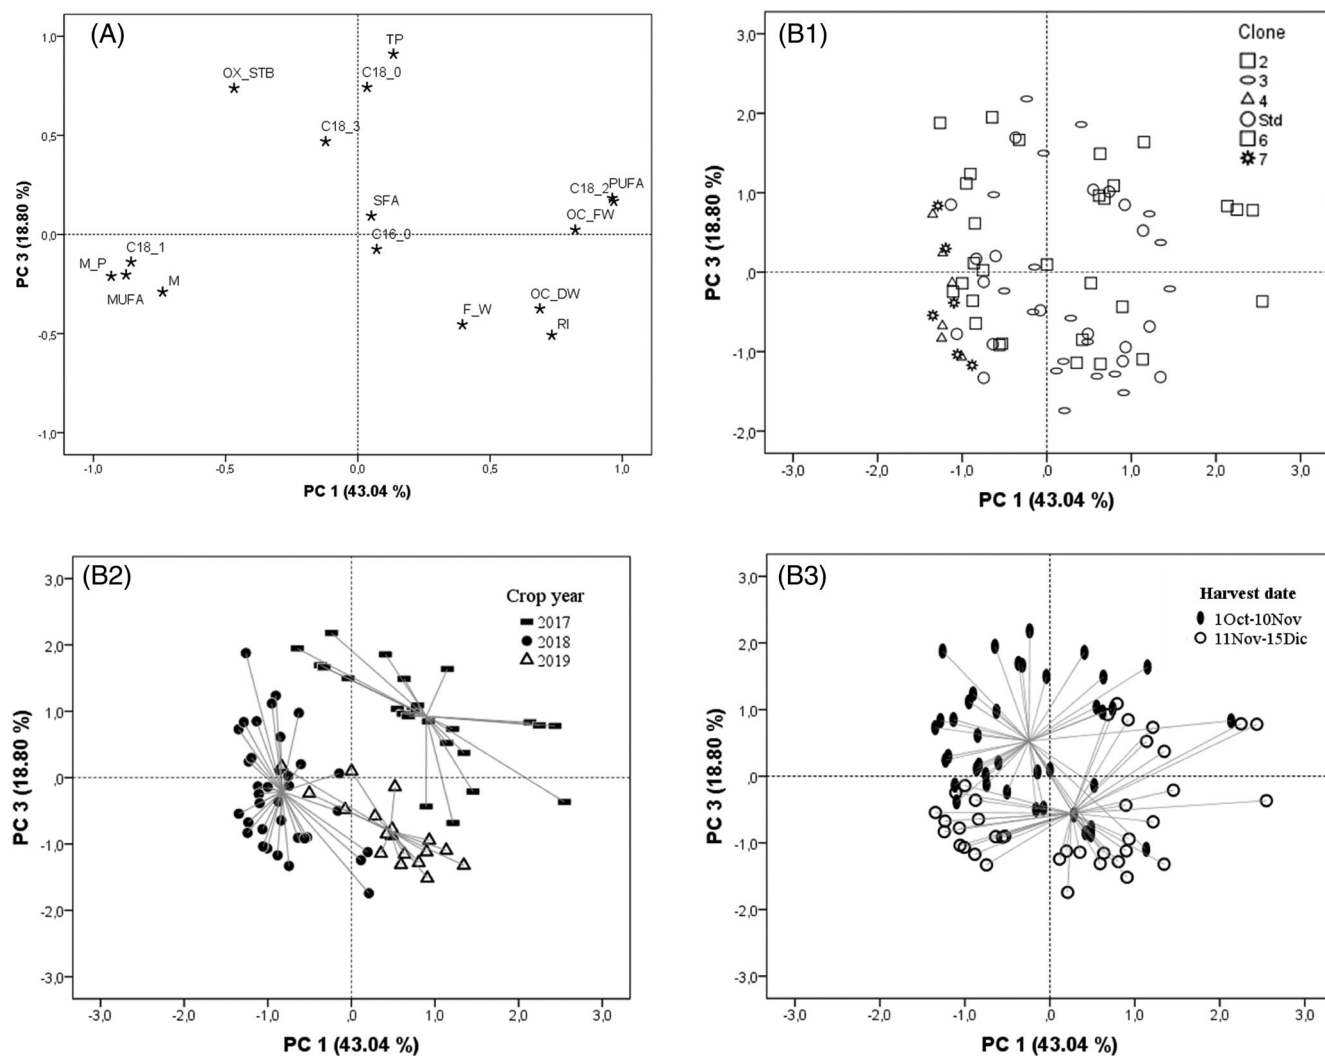 (A)
1,0
0,5
0,0
-0,5
-1,0
PC 3 (18.80 %)
TP
OX_STB
C18_0
C18_3
SFA
C16_0
C18_2
PUFA
OC_FW
C18_1
M_P
MUFA
M
F_W
OC_DW
RI
-1,0 -0,5 0,0 0,5 1,0
PC 1 (43.04 %)
(B1)
3,0
2,0
1,0
,0
-1,0
-2,0
PC 3 (18.80 %)
Clone
2
3
4
Std
6
7
-3,0 -2,0 -1,0 ,0 1,0 2,0 3,0
PC 1 (43.04 %)
(B2)
3,0
2,0
1,0
,0
-1,0
-2,0
-3,0
PC 3 (18.80 %)
Crop year
2017
2018
2019
-3,0 -2,0 -1,0 ,0 1,0 2,0 3,0
PC 1 (43.04 %)
(B3)
3,0
2,0
1,0
,0
-1,0
-2,0
-3,0
PC 3 (18.80 %)
Harvest date
1Oct-10Nov
11Nov-15Dic
-3,0 -2,0 -1,0 ,0 1,0 2,0 3,0
PC 1 (43.04 %)